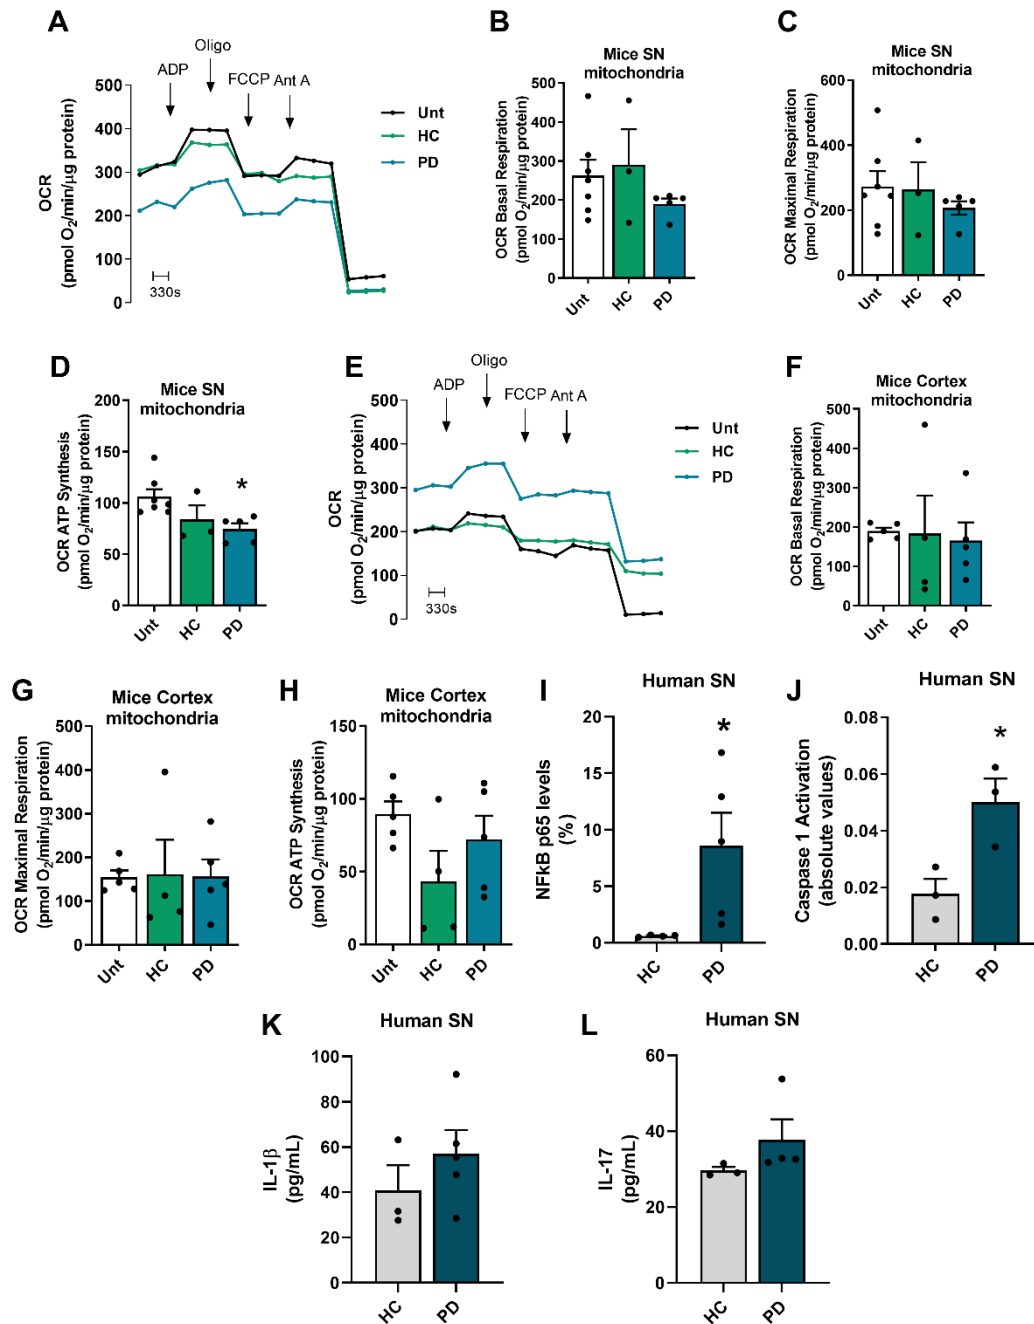 A
Oligo
ADP
FCCP Ant A
500
400
300
200
100
0
OCR
(pmol O₂/min/μg protein)
330s
Unt
HC
PD
B
Mice SN
mitochondria
500
400
300
200
100
0
OCR Basal Respiration
(pmol O₂/min/μg protein)
Unt
HC
PD
C
Mice SN
mitochondria
600
400
200
0
OCR Maximal Respiration
(pmol O₂/min/μg protein)
Unt
HC
PD
D
Mice SN
mitochondria
200
150
100
50
0
OCR ATP Synthesis
(pmol O₂/min/μg protein)
*
Unt
HC
PD
E
Oligo
ADP
FCCP Ant A
500
400
300
200
100
0
OCR
(pmol O₂/min/μg protein)
330s
Unt
HC
PD
F
Mice Cortex
mitochondria
500
400
300
200
100
0
OCR Basal Respiration
(pmol O₂/min/μg protein)
Unt
HC
PD
G
Mice Cortex
mitochondria
500
400
300
200
100
0
OCR Maximal Respiration
(pmol O₂/min/μg protein)
Unt
HC
PD
H
Mice Cortex
mitochondria
150
100
50
0
OCR ATP Synthesis
(pmol O₂/min/μg protein)
Unt
HC
PD
I
Human SN
20
15
10
5
0
NFkB p65 levels
(%)
*
HC
PD
J
Human SN
0.08
0.06
0.04
0.02
0.00
Caspase 1 Activation
(absolute values)
*
HC
PD
K
Human SN
100
80
60
40
20
0
IL-1β
(pg/mL)
HC
PD
L
Human SN
60
40
20
0
IL-17
(pg/mL)
HC
PD